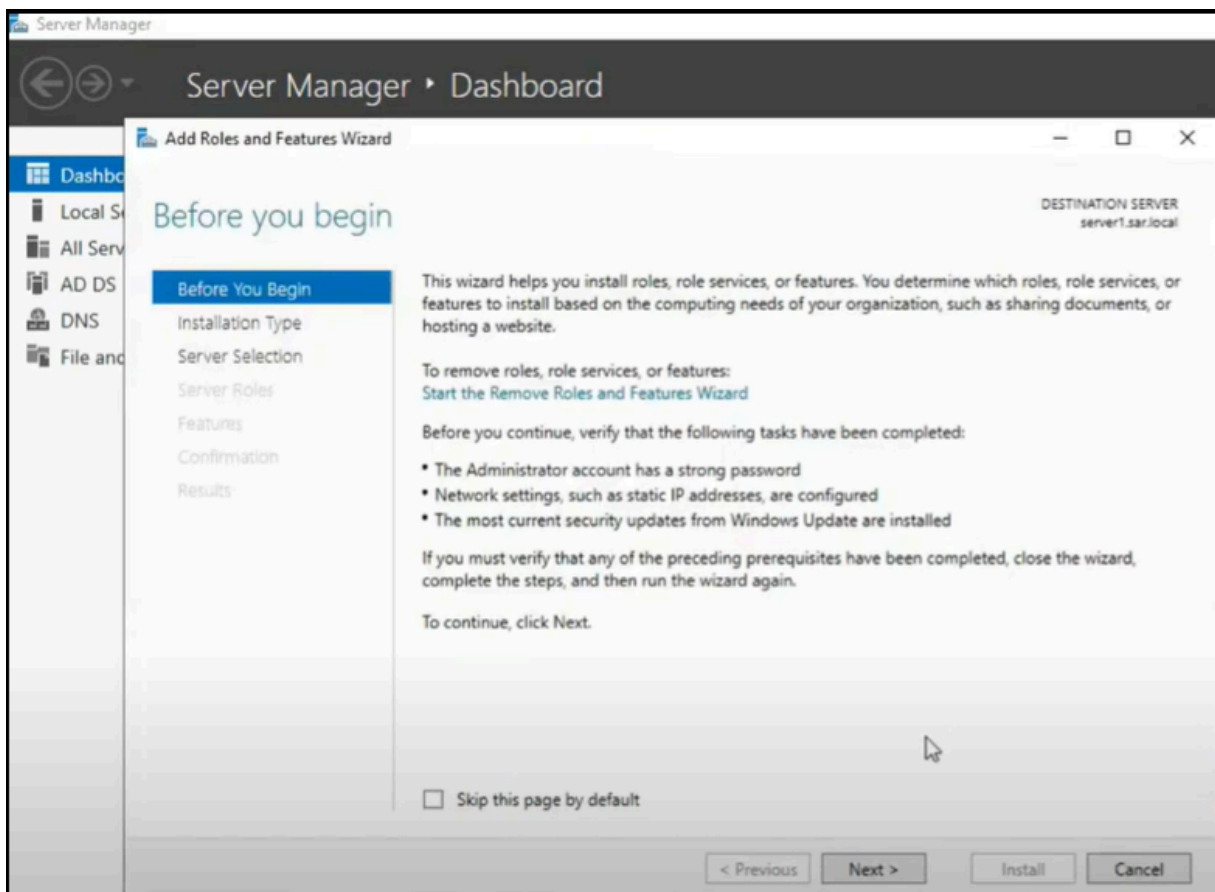 Server Manager
Server Manager ‣ Dashboard
Add Roles and Features Wizard
Dashbo
Local Se
All Serv
AD DS
DNS
File and
Before you begin
DESTINATION SERVER
server1.sar.local
Before You Begin
Installation Type
Server Selection
Server Roles
Features
Confirmation
Results
This wizard helps you install roles, role services, or features. You determine which roles, role services, or
features to install based on the computing needs of your organization, such as sharing documents, or
hosting a website.
To remove roles, role services, or features:
Start the Remove Roles and Features Wizard
Before you continue, verify that the following tasks have been completed:
• The Administrator account has a strong password
• Network settings, such as static IP addresses, are configured
• The most current security updates from Windows Update are installed
If you must verify that any of the preceding prerequisites have been completed, close the wizard,
complete the steps, and then run the wizard again.
To continue, click Next.
Skip this page by default
< Previous
Next >
Install
Cancel